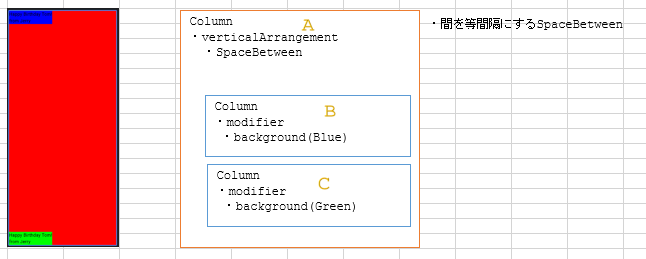 Happy Birthday Tom!
from Jerry
Column
A
・verticalArrangement
・SpaceBetween
Column
B
・modifier
・background(Blue)
Column
C
・modifier
・background(Green)
・間を等間隔にするSpaceBetween